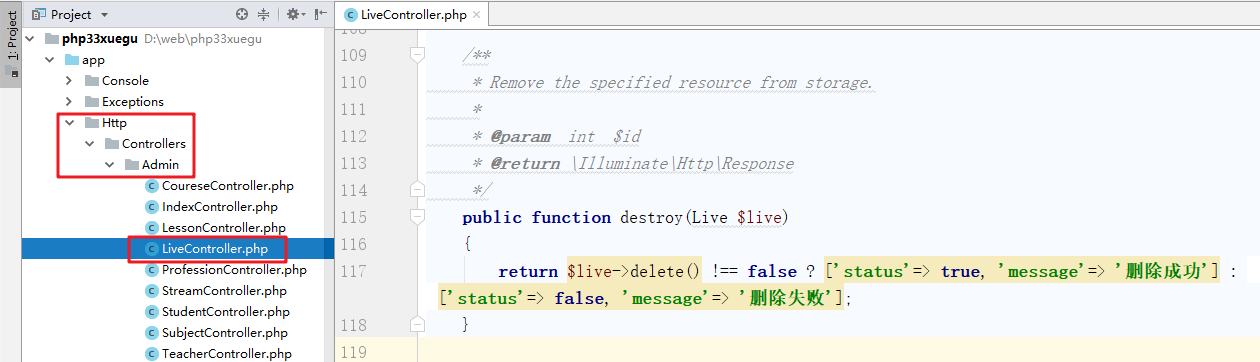 1: Project
Project
php33xuegu D:\web\php33xuegu
app
Console
Exceptions
Http
Controllers
Admin
CoureseController.php
IndexController.php
LessonController.php
LiveController.php
ProfessionController.php
StreamController.php
StudentController.php
SubjectController.php
TeacherController.php
LiveController.php
109 /**
110 * Remove the specified resource from storage.
111 *
112 * @param int $id
113 * @return \Illuminate\Http\Response
114 */
115 public function destroy(Live $live)
116 {
117 return $live->delete() !== false ? ['status'=> true, 'message'=> '删除成功'] :
['status'=> false, 'message'=> '删除失败'];
118 }
119